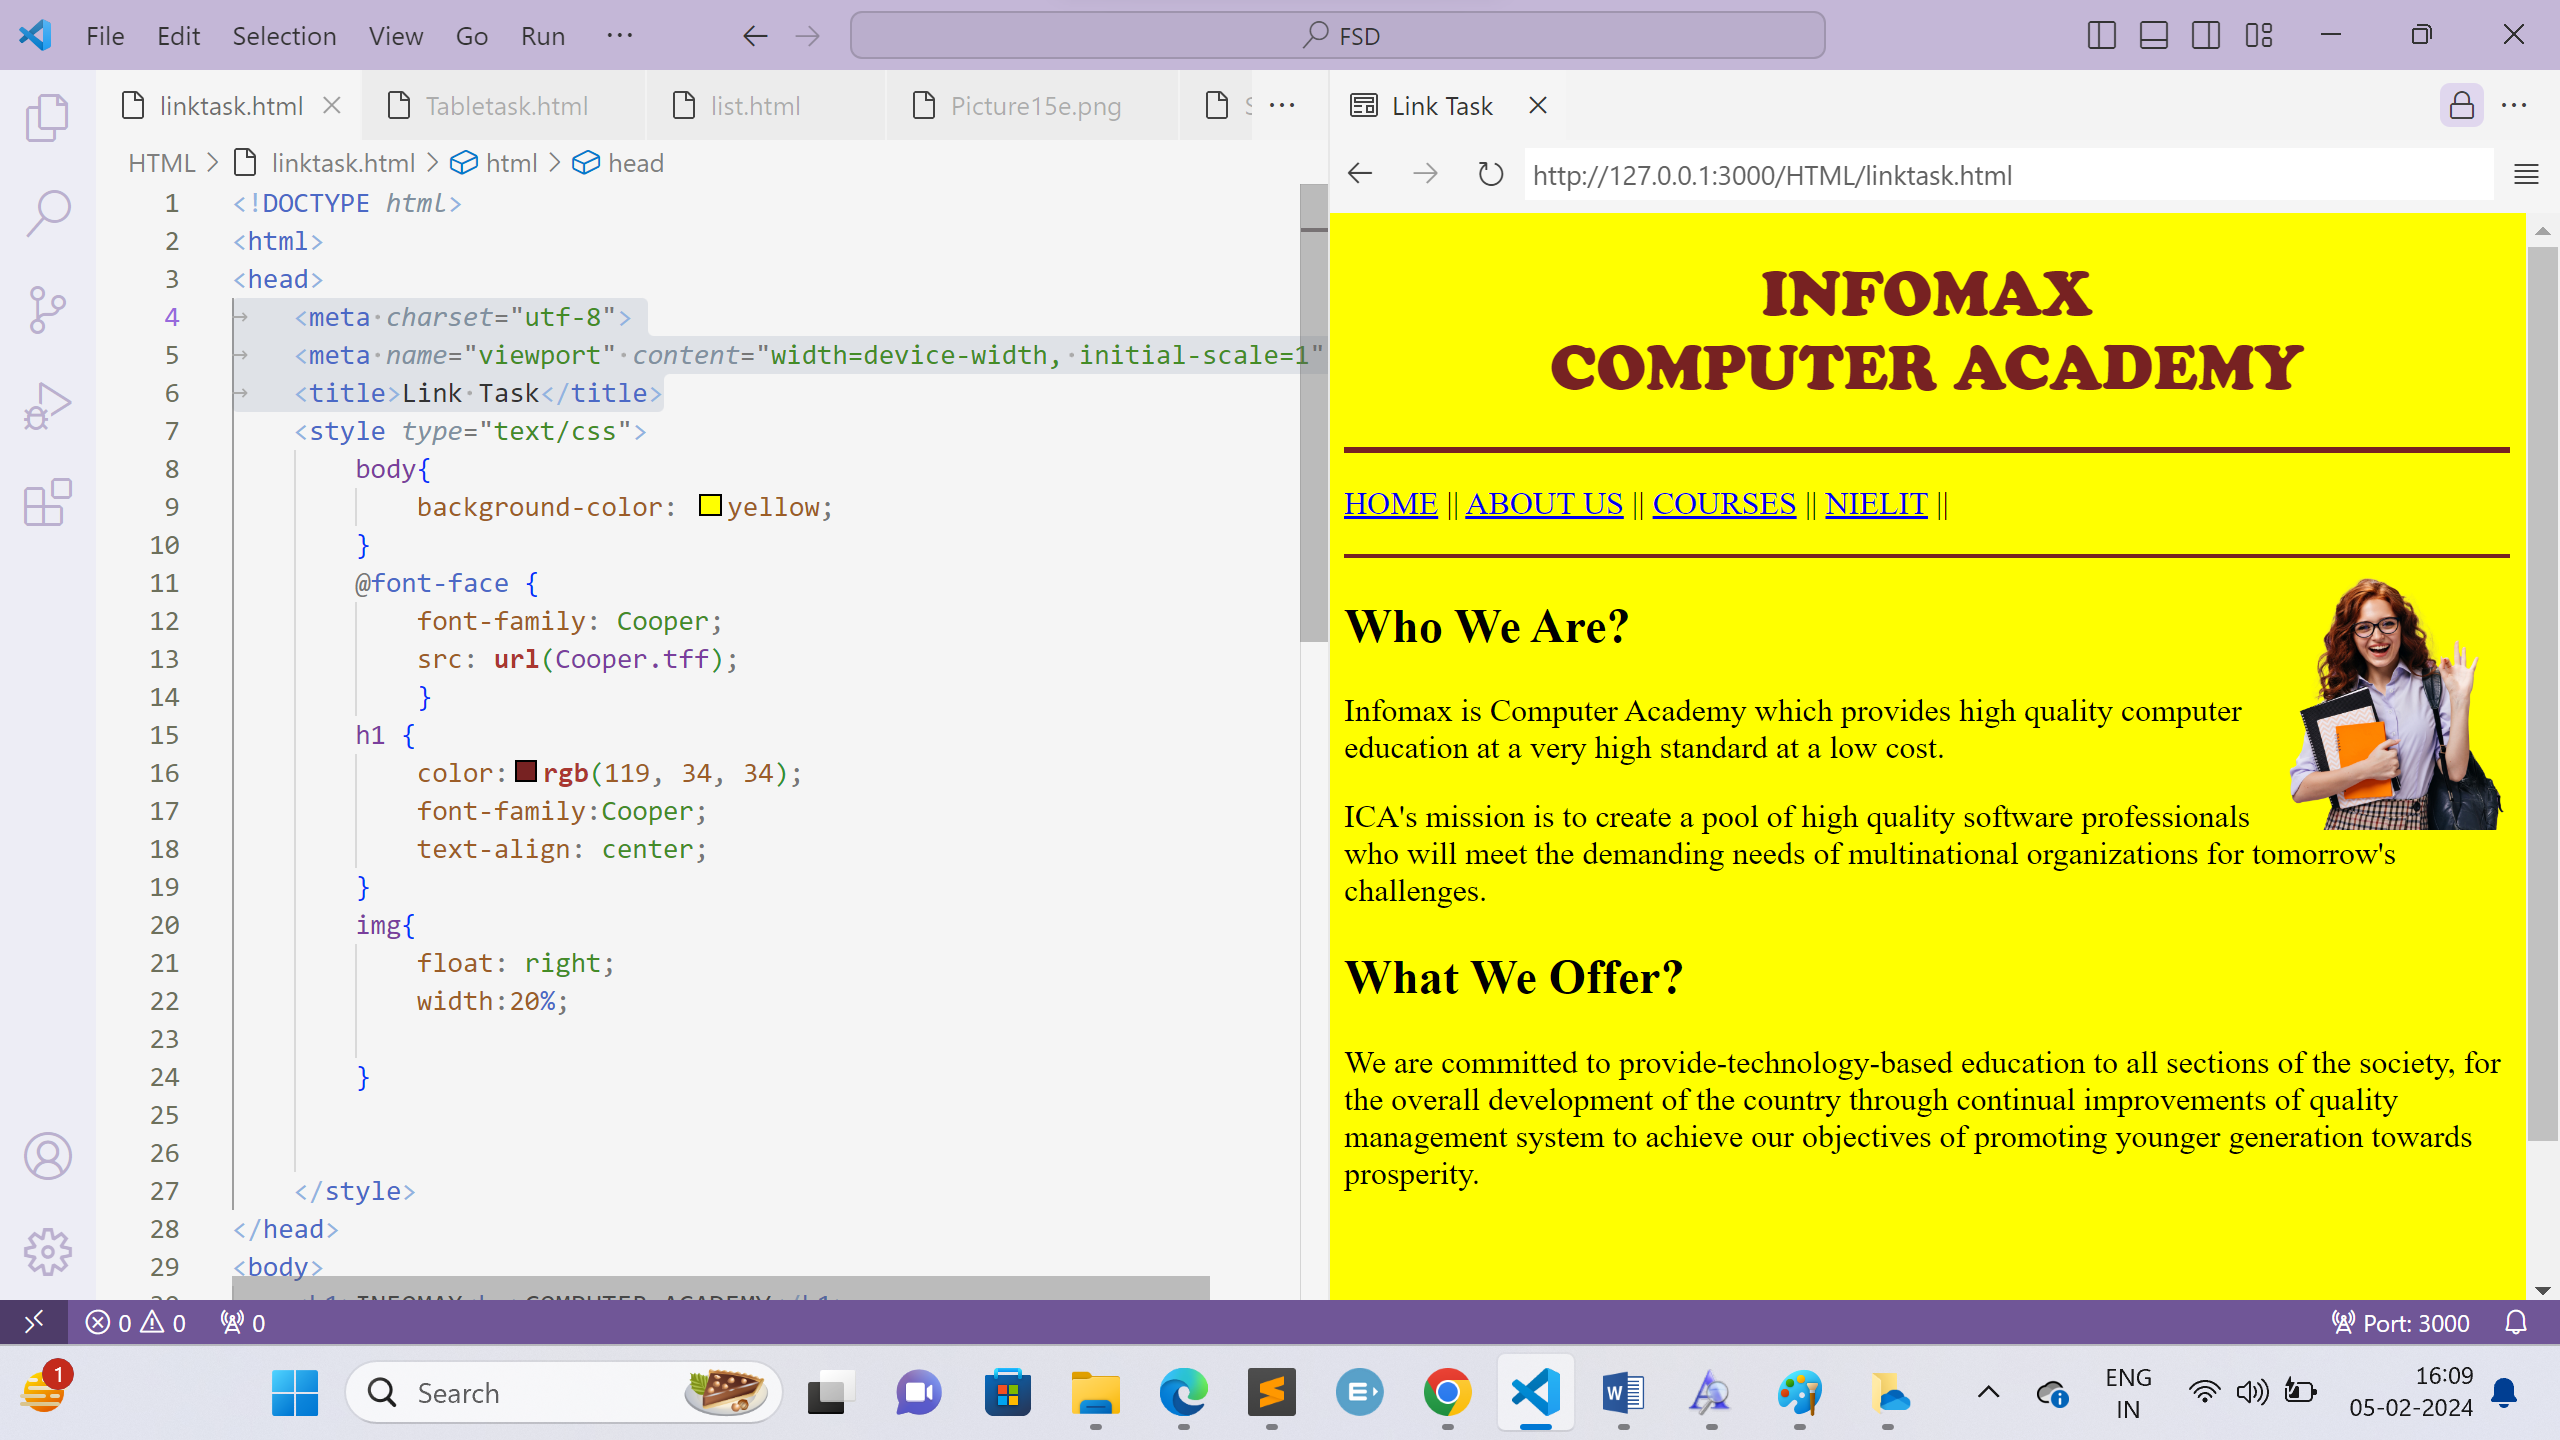 File Edit Selection View Go Run ··· FSD
linktask.html Tabletask.html list.html Picture15e.png ···
HTML > linktask.html > html > head
1 <!DOCTYPE html>
2 <html>
3 <head>
4 <meta charset="utf-8">
5 <meta name="viewport" content="width=device-width, initial-scale=1"
6 <title>Link Task</title>
7 <style type="text/css">
8 body{
9 background-color: yellow;
10 }
11 @font-face {
12 font-family: Cooper;
13 src: url(Cooper.tff);
14 }
15 h1 {
16 color: rgb(119, 34, 34);
17 font-family:Cooper;
18 text-align: center;
19 }
20 img{
21 float: right;
22 width:20%;
23
24 }
25
26
27 </style>
28 </head>
29 <body>
Link Task
http://127.0.0.1:3000/HTML/linktask.html
INFOMAX
COMPUTER ACADEMY
HOME || ABOUT US || COURSES || NIELIT ||
Who We Are?
Infomax is Computer Academy which provides high quality computer
education at a very high standard at a low cost.
ICA's mission is to create a pool of high quality software professionals
who will meet the demanding needs of multinational organizations for tomorrow's
challenges.
What We Offer?
We are committed to provide-technology-based education to all sections of the society, for
the overall development of the country through continual improvements of quality
management system to achieve our objectives of promoting younger generation towards
prosperity.
0 0 0 Port: 3000
1 Search
ENG
IN
16:09
05-02-2024